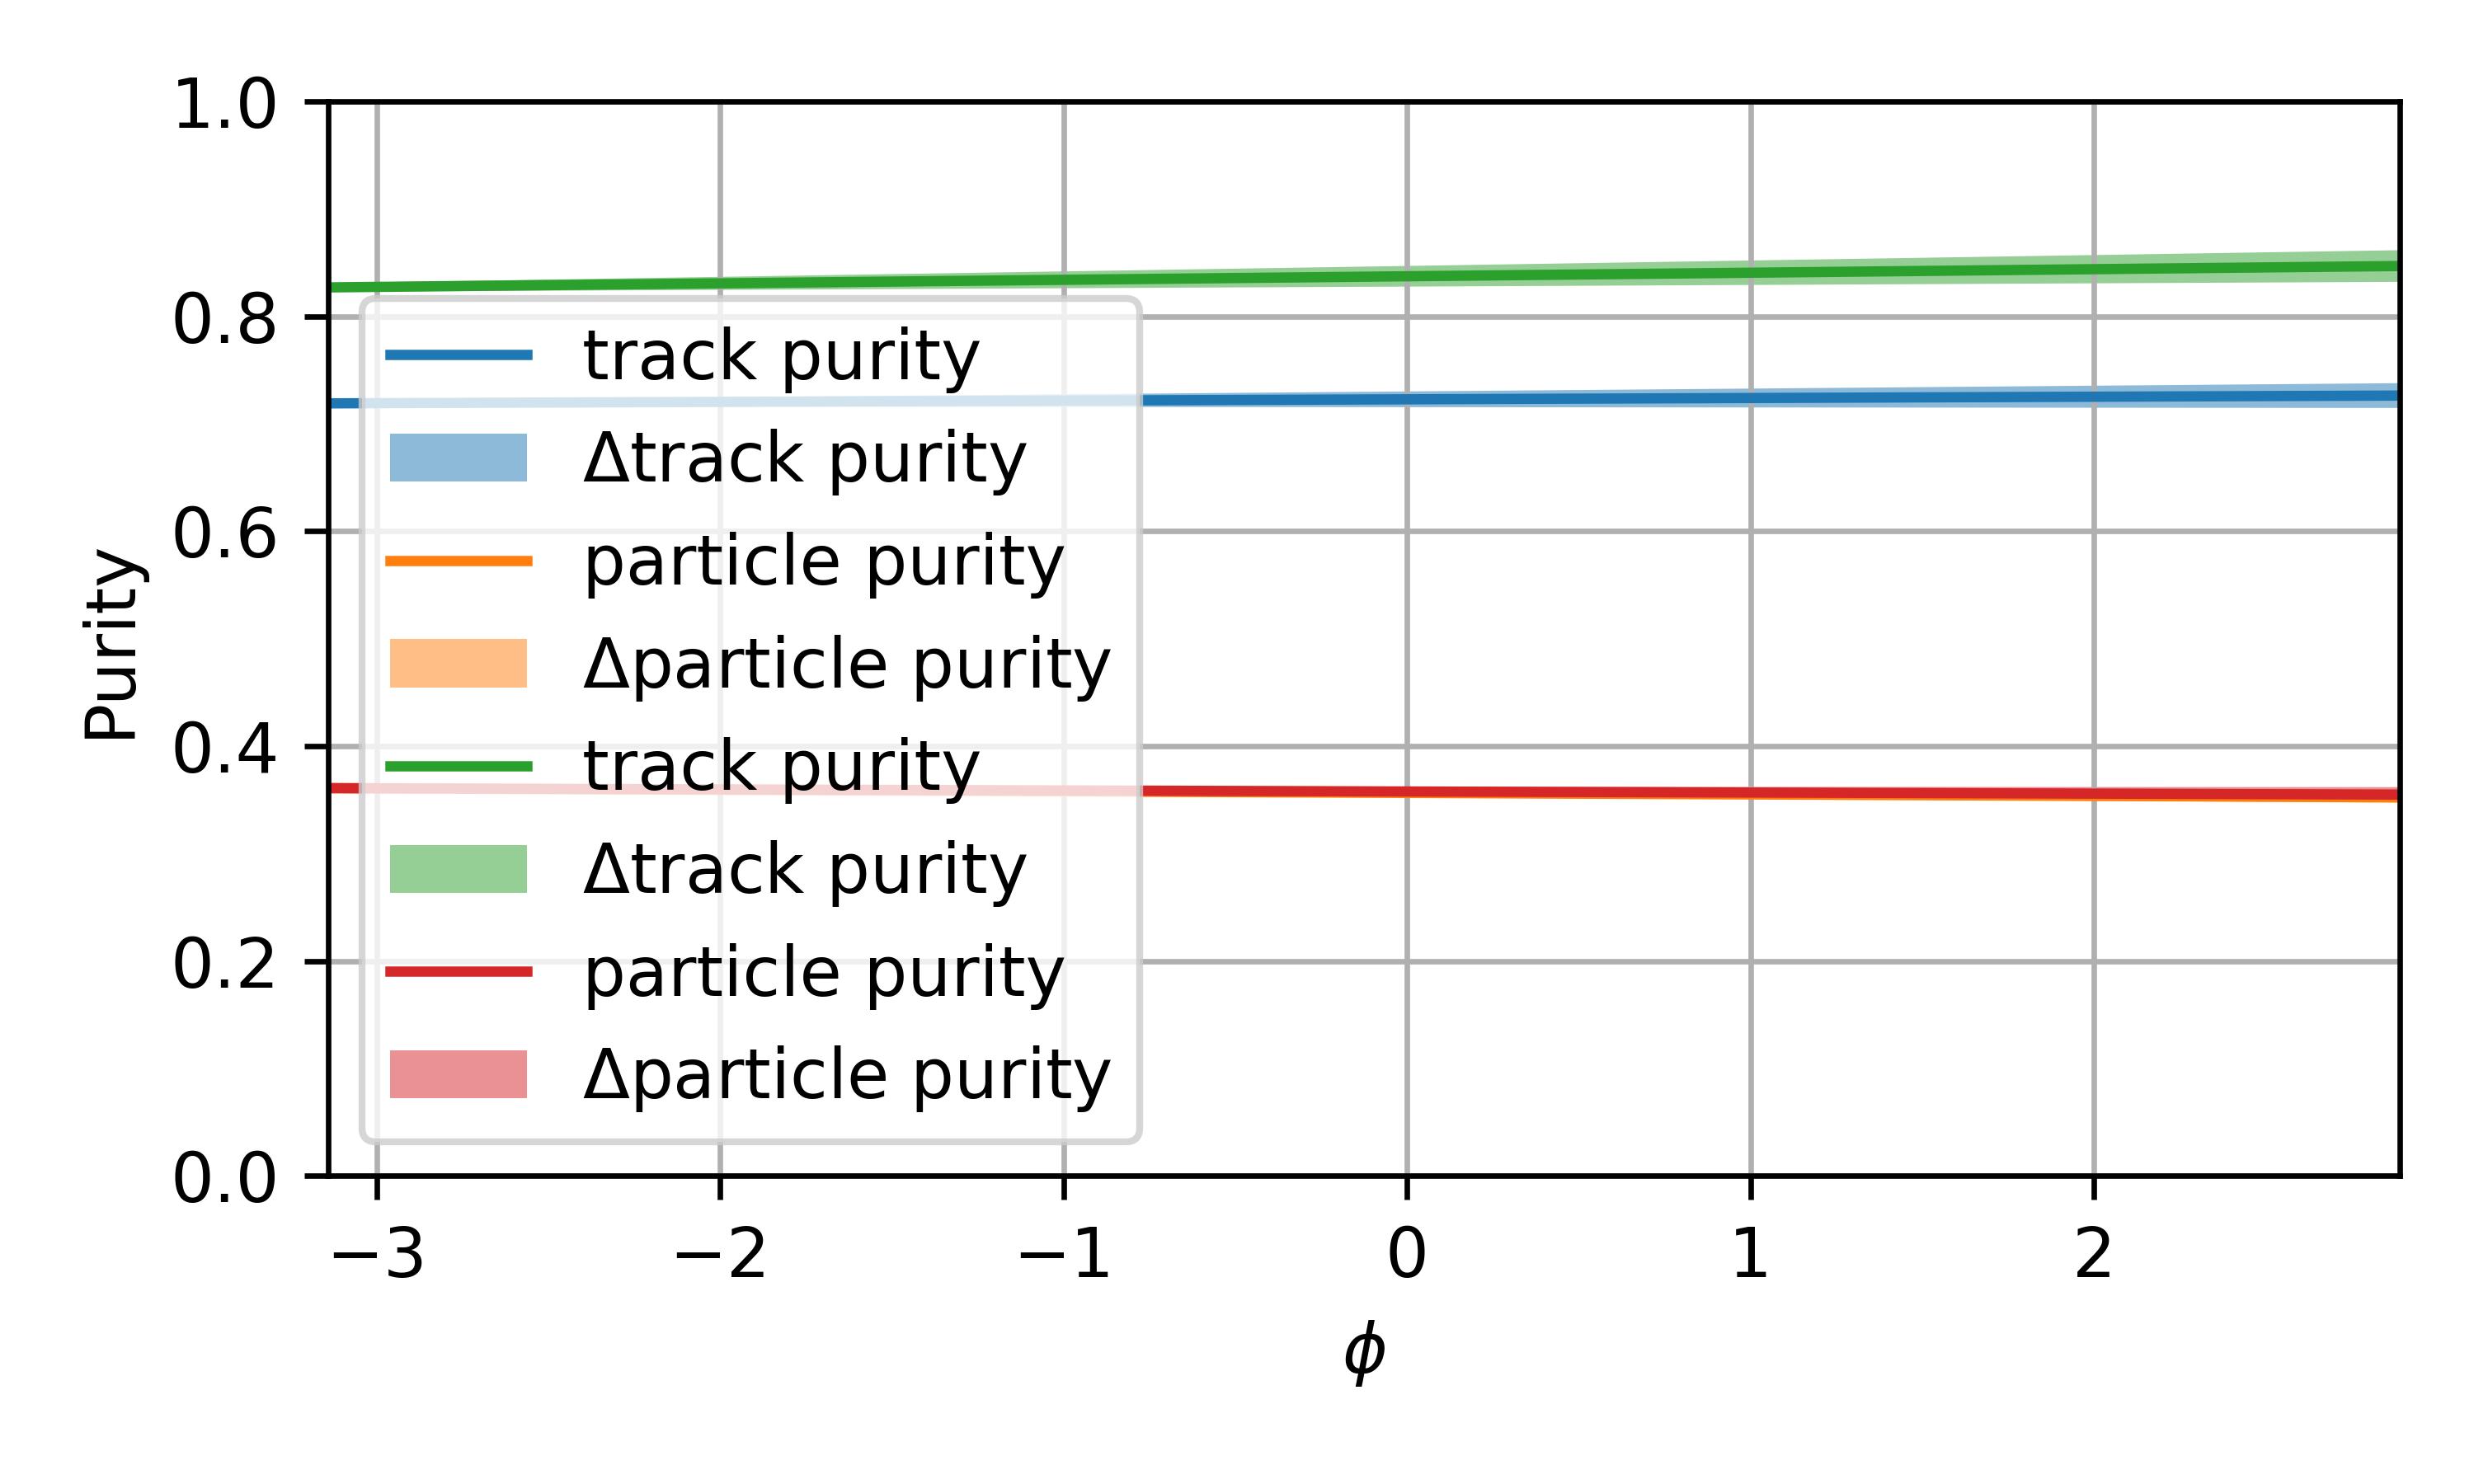 1.0
0.8
0.6
0.4
0.2
0.0
Purity
track purity
Δtrack purity
particle purity
Δparticle purity
track purity
Δtrack purity
particle purity
Δparticle purity
−3 −2 −1 0 1 2
ϕ